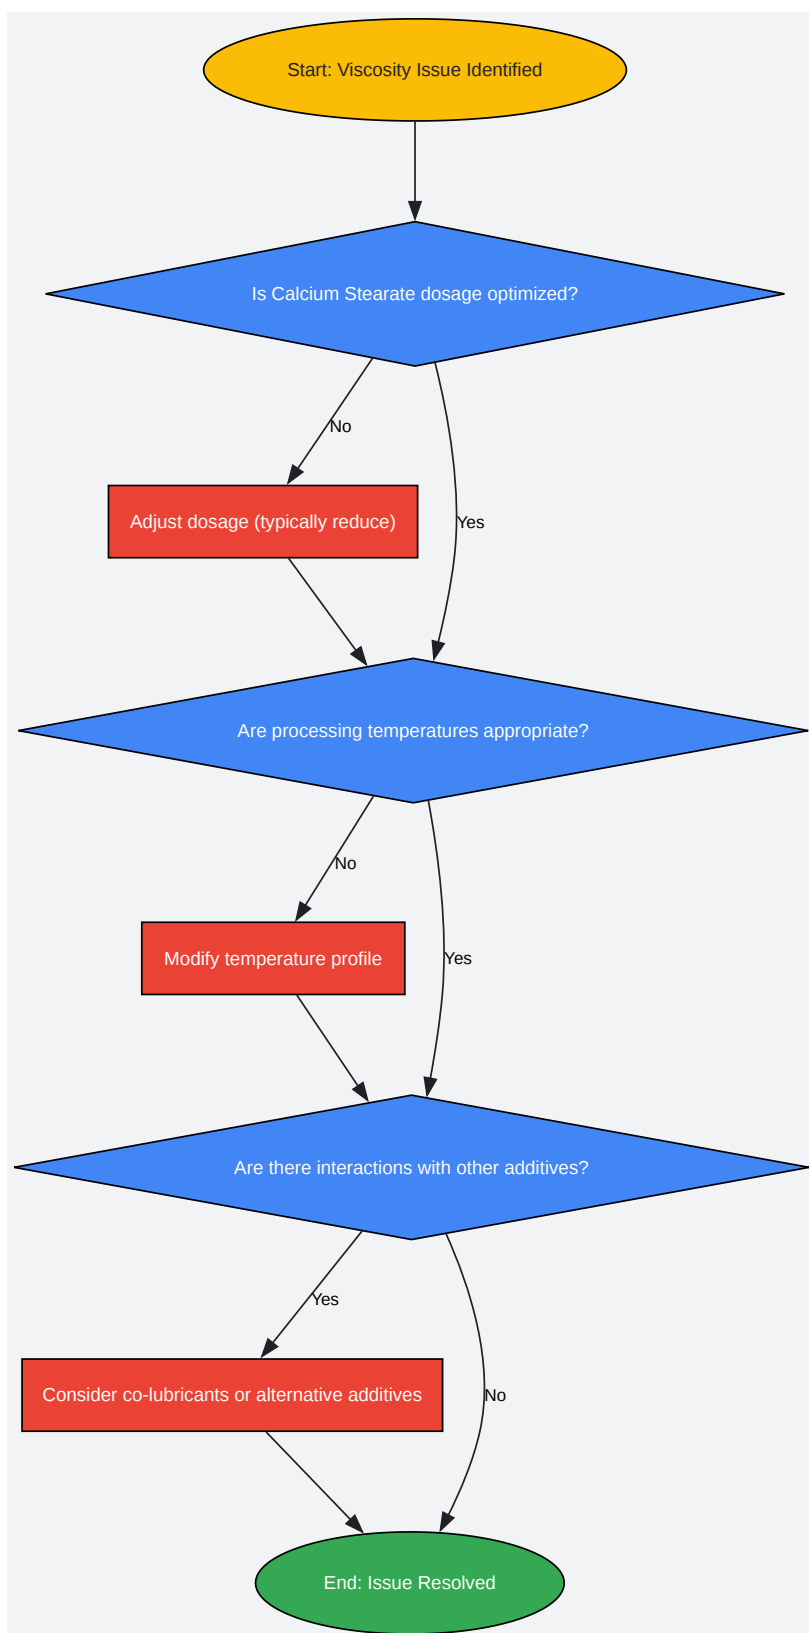 Start: Viscosity Issue Identified
Is Calcium Stearate dosage optimized?
No
Adjust dosage (typically reduce)
Yes
Are processing temperatures appropriate?
No
Modify temperature profile
Yes
Are there interactions with other additives?
Yes
Consider co-lubricants or alternative additives
No
End: Issue Resolved